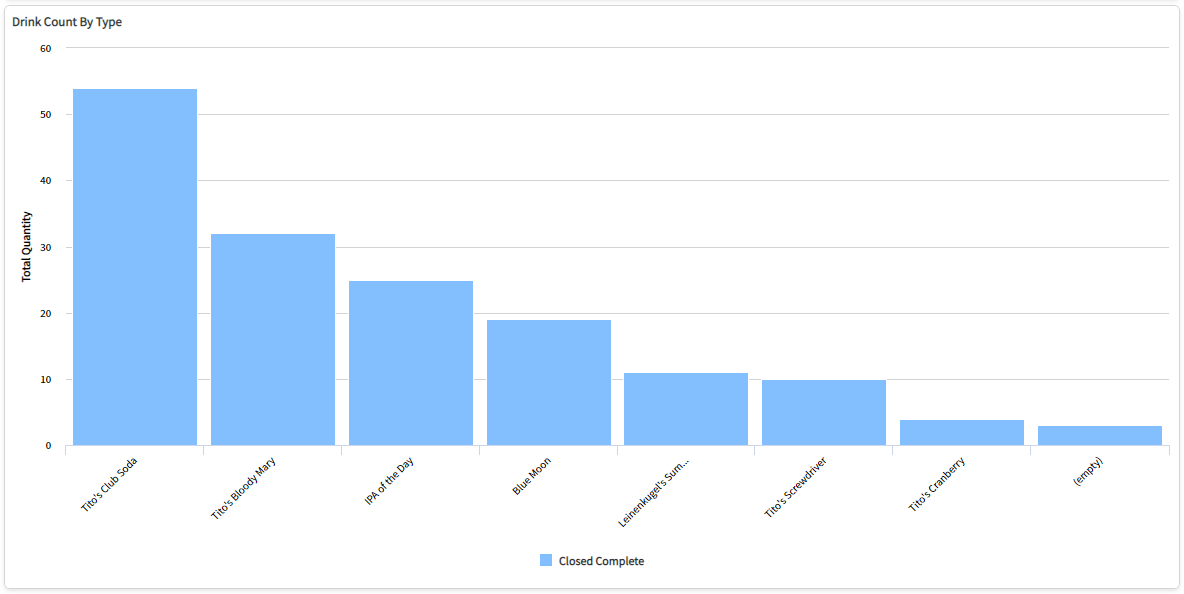 Drink Count By Type
60
50
40
30
20
10
0
Total Quantity
Tito's Club Soda
Tito's Bloody Mary
IPA of the Day
Blue Moon
Leinenkugel's Sum...
Tito's Screwdriver
Tito's Cranberry
(empty)
Closed Complete